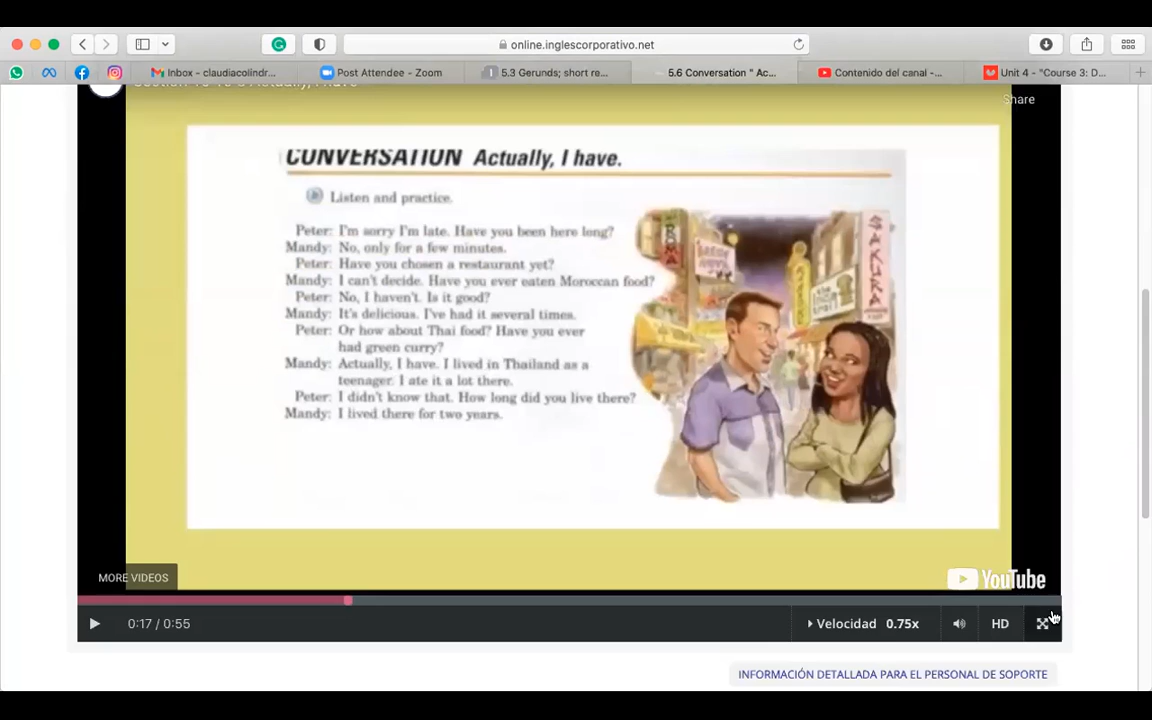 online.inglescorporativo.net
Inbox - claudiacolindr...
Post Attendee - Zoom
5.3 Gerunds; short re...
5.6 Conversation " Ac...
Contenido del canal -...
Unit 4 - "Course 3: D...
Share
CONVERSATION Actually, I have.
Listen and practice.
Peter: I'm sorry I'm late. Have you been here long?
Mandy: No, only for a few minutes.
Peter: Have you chosen a restaurant yet?
Mandy: I can't decide. Have you ever eaten Moroccan food?
Peter: No, I haven't. Is it good?
Mandy: It's delicious. I've had it several times.
Peter: Or how about Thai food? Have you ever
had green curry?
Mandy: Actually, I have. I lived in Thailand as a
teenager. I ate it a lot there.
Peter: I didn't know that. How long did you live there?
Mandy: I lived there for two years.
ROMA
SAKURA
MORE VIDEOS
YouTube
0:17 / 0:55
Velocidad 0.75x
HD
INFORMACIÓN DETALLADA PARA EL PERSONAL DE SOPORTE